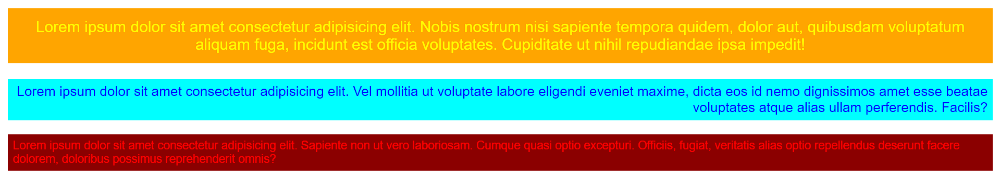 Lorem ipsum dolor sit amet consectetur adipisicing elit. Nobis nostrum nisi sapiente tempora quidem, dolor aut, quibusdam voluptatum
aliquam fuga, incidunt est officia voluptates. Cupiditate ut nihil repudiandae ipsa impedit!
Lorem ipsum dolor sit amet consectetur adipisicing elit. Vel mollitia ut voluptate labore eligendi eveniet maxime, dicta eos id nemo dignissimos amet esse beatae
voluptates atque alias ullam perferendis. Facilis?
Lorem ipsum dolor sit amet consectetur adipisicing elit. Sapiente non ut vero laboriosam. Cumque quasi optio excepturi. Officiis, fugiat, veritatis alias optio repellendus deserunt facere
dolorem, doloribus possimus reprehenderit omnis?